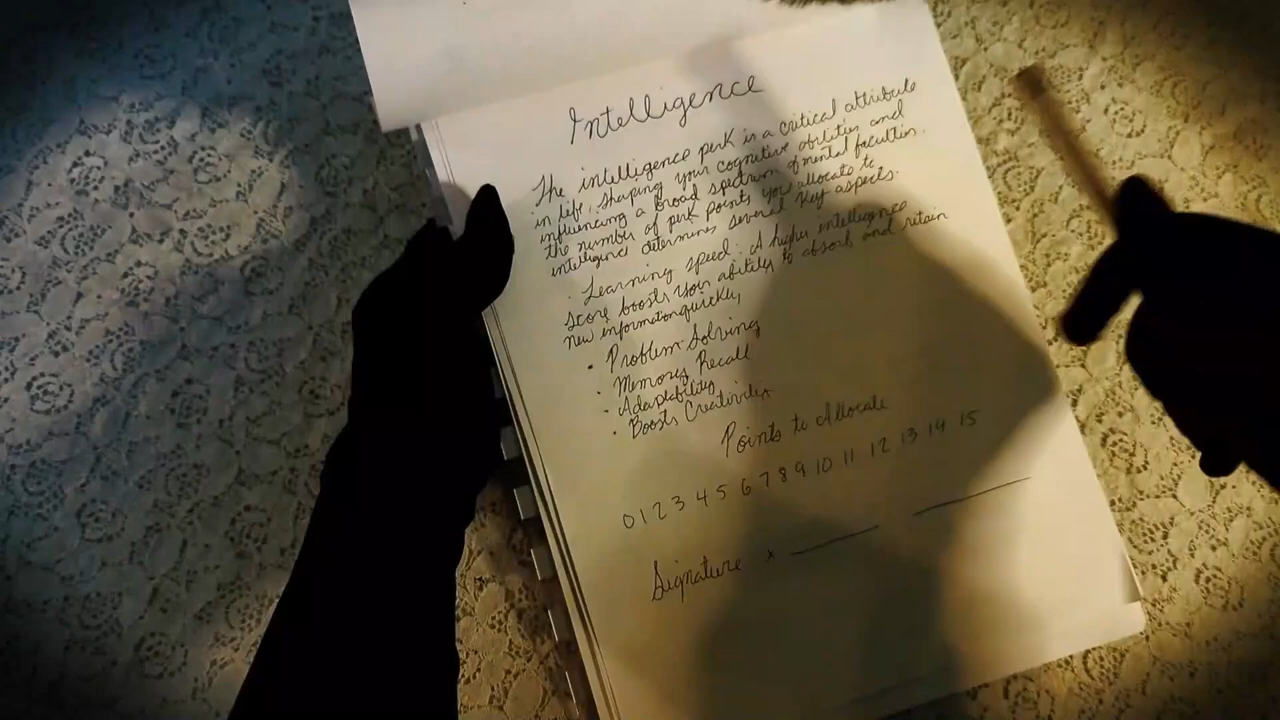 Intelligence
The intelligence perk is a critical attribute
in life, shaping your cognitive abilities and
influencing a broad spectrum of mental faculties.
the number of perk points you allocate to
intelligence determines several key aspects.
· Learning speed: A higher intelligence
score boosts your abilitiy to absorb and retain
new information quickly,
· Problem-Solving
· Memory Recall
· Adaptability
· Boosts Creativity
Points to Allocate
0 1 2 3 4 5 6 7 8 9 10 11 12 13 14 15
Signature x